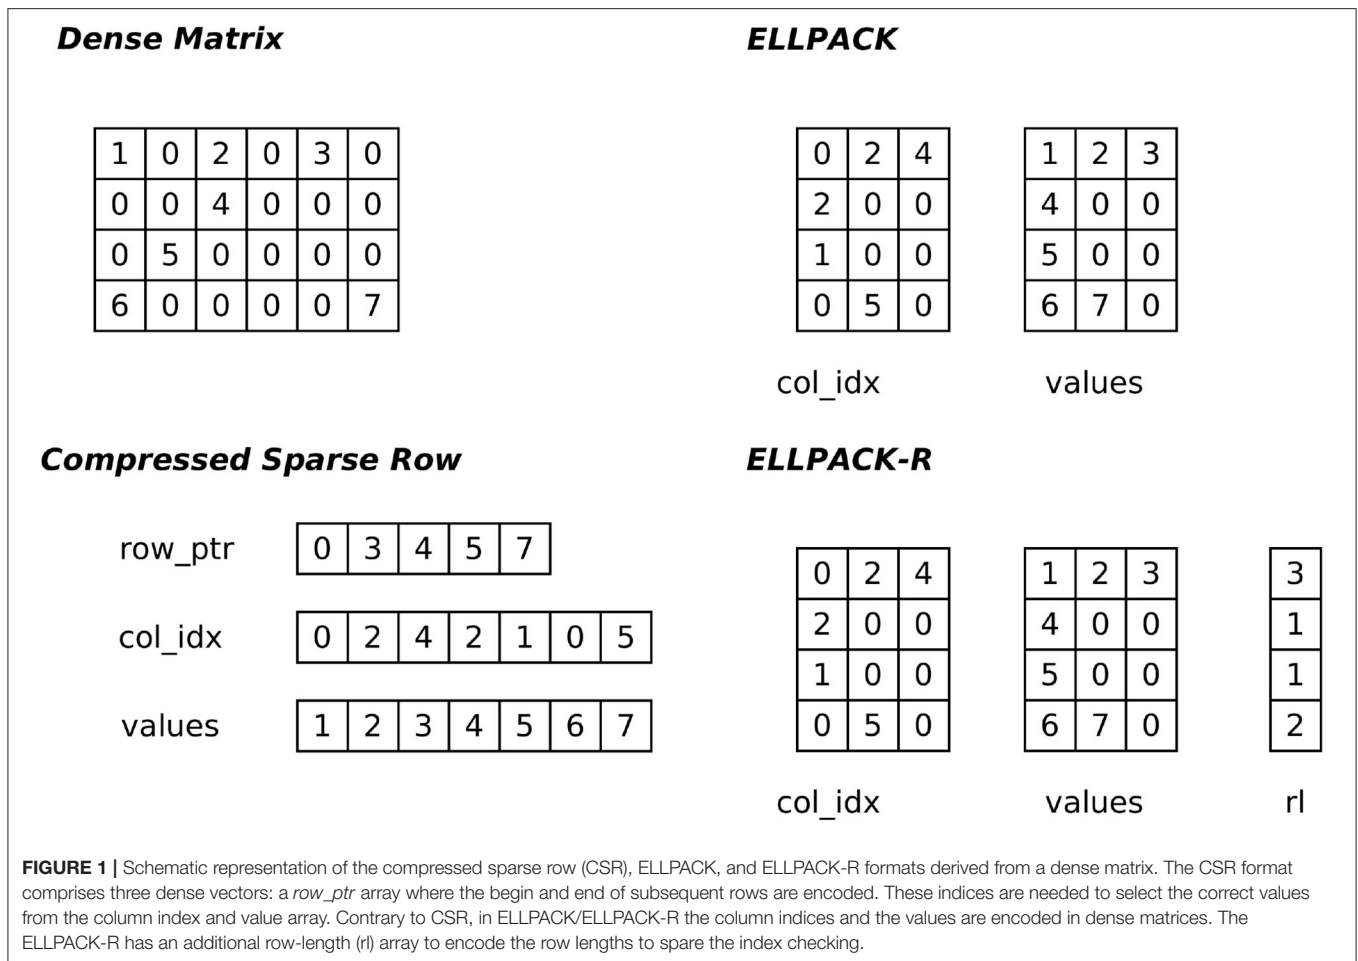 Dense Matrix
1 0 2 0 3 0
0 0 4 0 0 0
0 5 0 0 0 0
6 0 0 0 0 7
ELLPACK
0 2 4
2 0 0
1 0 0
0 5 0
col_idx
1 2 3
4 0 0
5 0 0
6 7 0
values
Compressed Sparse Row
row_ptr 0 3 4 5 7
col_idx 0 2 4 2 1 0 5
values 1 2 3 4 5 6 7
ELLPACK-R
0 2 4
2 0 0
1 0 0
0 5 0
col_idx
1 2 3
4 0 0
5 0 0
6 7 0
values
3
1
1
2
rl
FIGURE 1 | Schematic representation of the compressed sparse row (CSR), ELLPACK, and ELLPACK-R formats derived from a dense matrix. The CSR format
comprises three dense vectors: a row_ptr array where the begin and end of subsequent rows are encoded. These indices are needed to select the correct values
from the column index and value array. Contrary to CSR, in ELLPACK/ELLPACK-R the column indices and the values are encoded in dense matrices. The
ELLPACK-R has an additional row-length (rl) array to encode the row lengths to spare the index checking.